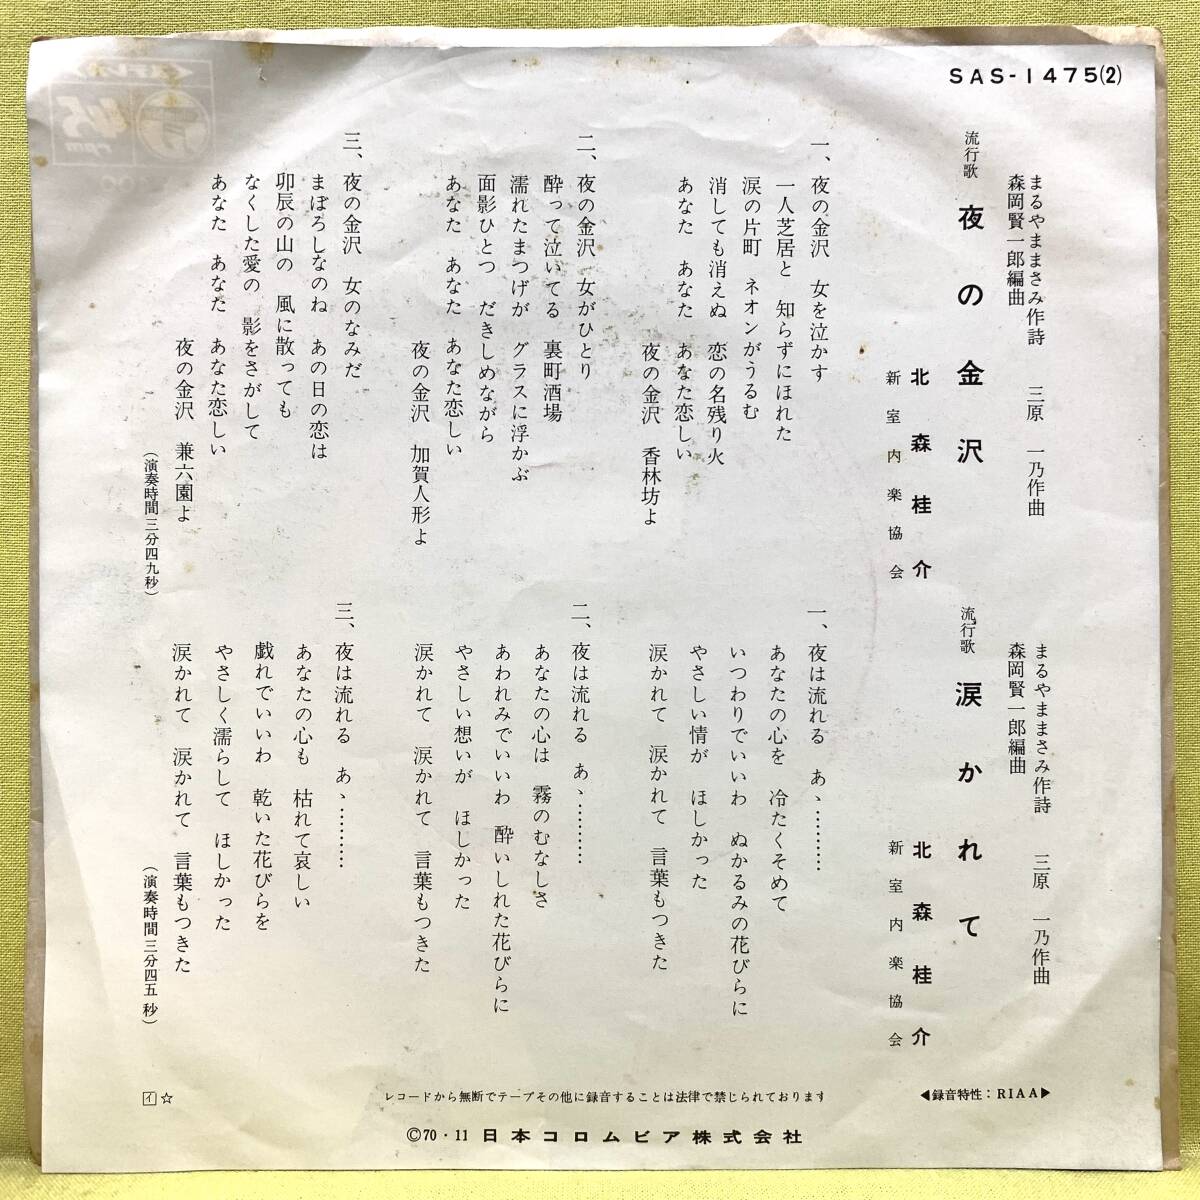 SAS-1475(2)
まるやままさみ作詩　三原　一乃作曲
森岡賢一郎編曲
流行歌　夜の金沢
北森桂介
新室内楽協会
一、夜の金沢　女を泣かす
一人芝居と　知らずにほれた
涙の片町　ネオンがうるむ
消しても消えぬ　恋の名残り火
あなた　あなた　あなた恋しい
夜の金沢　香林坊よ
二、夜の金沢　女がひとり
酔って泣いてる　裏町酒場
濡れたまつげが　グラスに浮かぶ
面影ひとつ　だきしめながら
あなた　あなた　あなた恋しい
夜の金沢　加賀人形よ
三、夜の金沢　女のなみだ
まぼろしなのね　あの日の恋は
卯辰の山の　風に散っても
なくした愛の　影をさがして
あなた　あなた　あなた恋しい
夜の金沢　兼六園よ
（演奏時間三分四九秒）
まるやままさみ作詩　三原　一乃作曲
森岡賢一郎編曲
流行歌　涙かれて
北森桂介
新室内楽協会
一、夜は流れる　あゝ………
あなたの心を　冷たくそめて
いつわりでいいわ　ぬかるみの花びらに
やさしい情が　ほしかった
涙かれて　涙かれて　言葉もつきた
二、夜は流れる　あゝ………
あなたの心は　霧のむなしさ
あわれみでいいわ　酔いしれた花びらに
やさしい想いが　ほしかった
涙かれて　涙かれて　言葉もつきた
三、夜は流れる　あゝ………
あなたの心も　枯れて哀しい
戯れでいいわ　乾いた花びらを
やさしく濡らして　ほしかった
涙かれて　涙かれて　言葉もつきた
（演奏時間三分四五秒）
◀録音特性：RIAA▶
レコードから無断でテープその他に録音することは法律で禁じられております
イ☆
©70・11 日本コロムビア株式会社